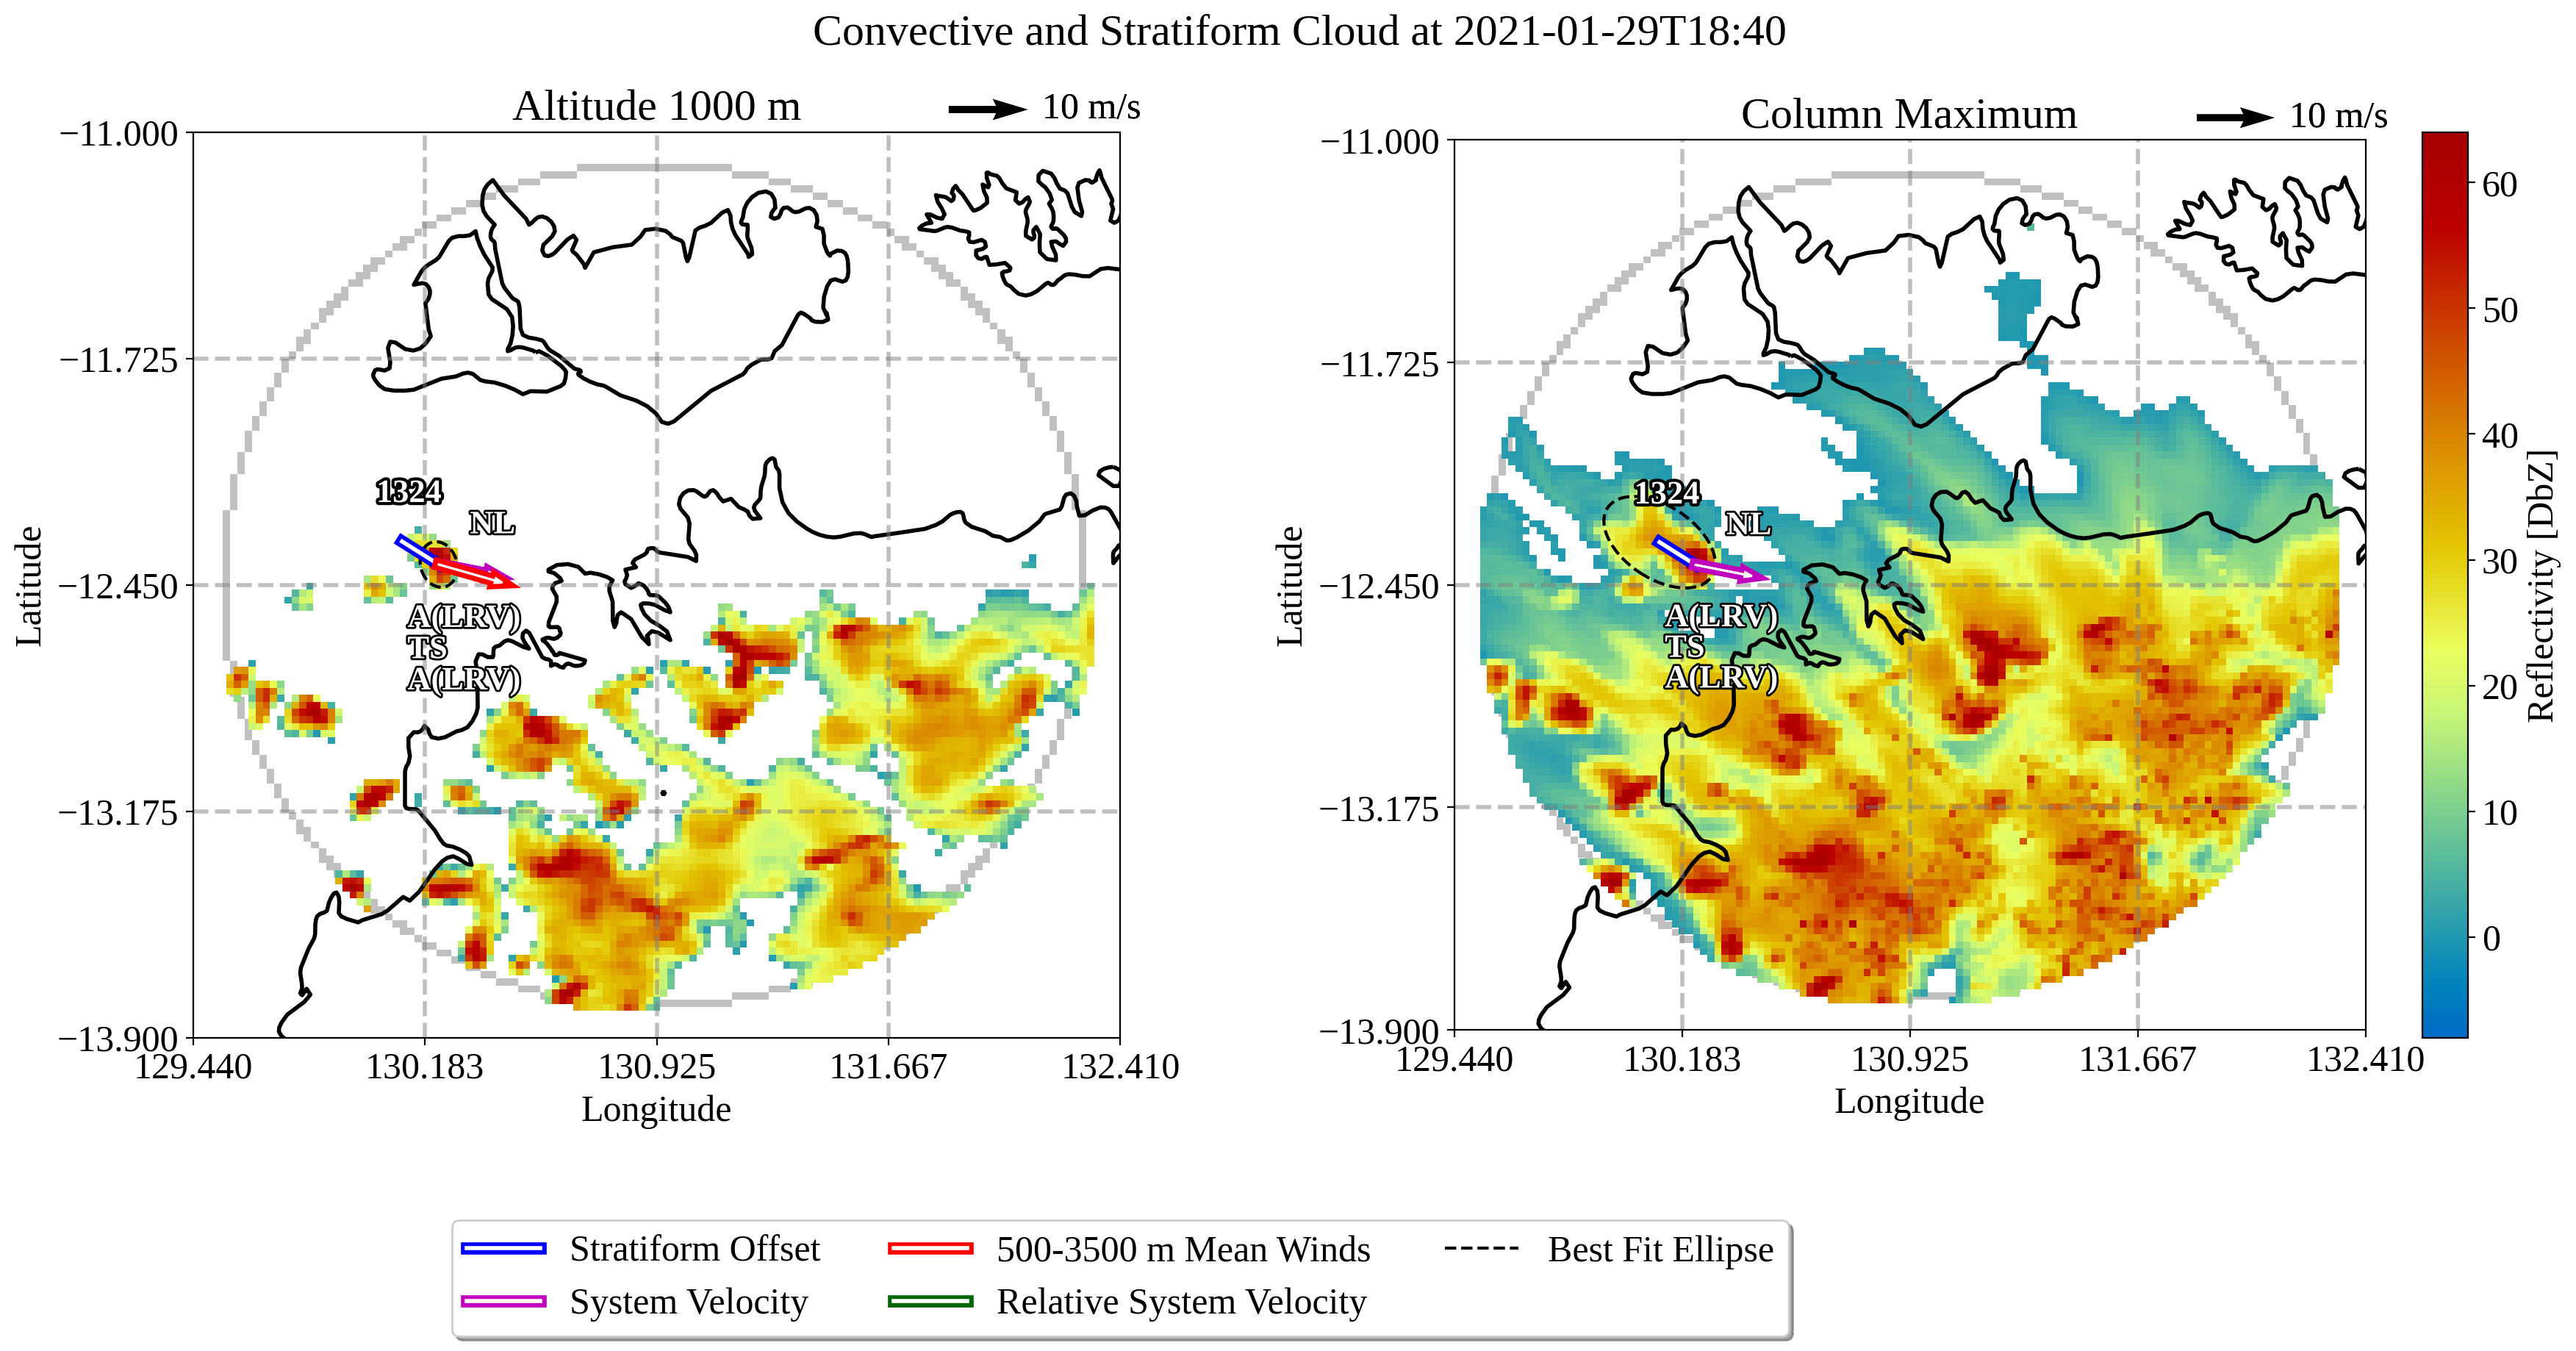 Convective and Stratiform Cloud at 2021-01-29T18:40
Altitude 1000 m
10 m/s
−11.000
−11.725
−12.450
−13.175
−13.900
129.440
130.183
130.925
131.667
132.410
Latitude
Longitude
1324
NL
A(LRV)
TS
A(LRV)
Column Maximum
10 m/s
−11.000
−11.725
−12.450
−13.175
−13.900
129.440
130.183
130.925
131.667
132.410
Latitude
Longitude
1324
NL
A(LRV)
TS
A(LRV)
60
50
40
30
20
10
0
Reflectivity [DbZ]
Stratiform Offset
System Velocity
500-3500 m Mean Winds
Relative System Velocity
Best Fit Ellipse